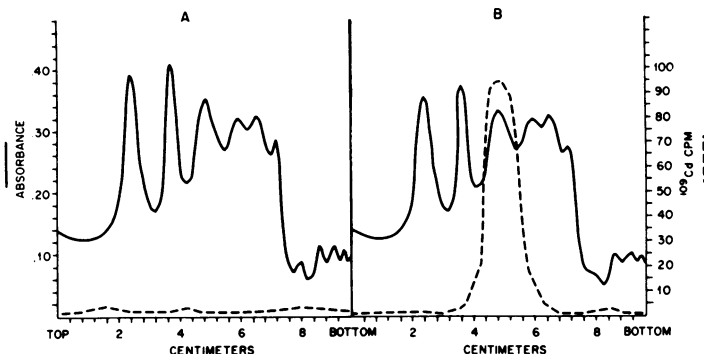 A
B
.40
.30
.20
.10
ABSORBANCE
100
90
80
70
60
50
40
30
20
10
109Cd CPM
TOP 2 4 6 8 BOTTOM 2 4 6 8 BOTTOM
CENTIMETERS CENTIMETERS